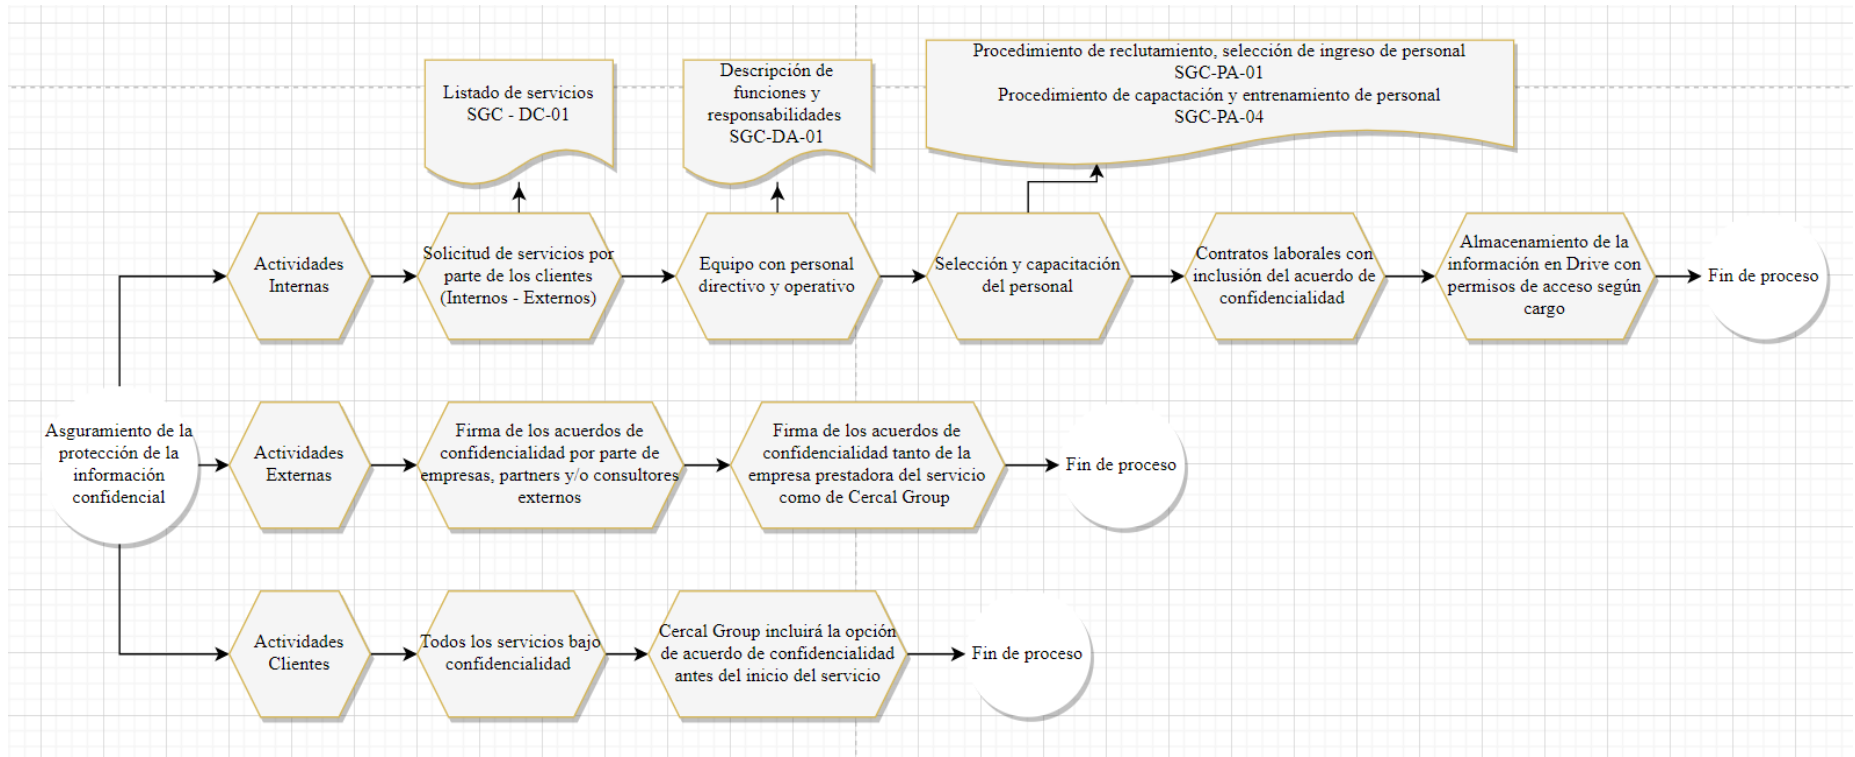 Listado de servicios
SGC - DC-01
Descripción de
funciones y
responsabilidades
SGC-DA-01
Procedimiento de reclutamiento, selección de ingreso de personal
SGC-PA-01
Procedimiento de capactación y entrenamiento de personal
SGC-PA-04
Actividades
Internas
Solicitud de servicios por
parte de los clientes
(Internos - Externos)
Equipo con personal
directivo y operativo
Selección y capacitación
del personal
Contratos laborales con
inclusión del acuerdo de
confidencialidad
Almacenamiento de la
información en Drive con
permisos de acceso según
cargo
Fin de proceso
Asguramiento de la
protección de la
información
confidencial
Actividades
Externas
Firma de los acuerdos de
confidencialidad por parte de
empresas, partners y/o consultores
externos
Firma de los acuerdos de
confidencialidad tanto de la
empresa prestadora del servicio
como de Cercal Group
Fin de proceso
Actividades
Clientes
Todos los servicios bajo
confidencialidad
Cercal Group incluirá la opción
de acuerdo de confidencialidad
antes del inicio del servicio
Fin de proceso